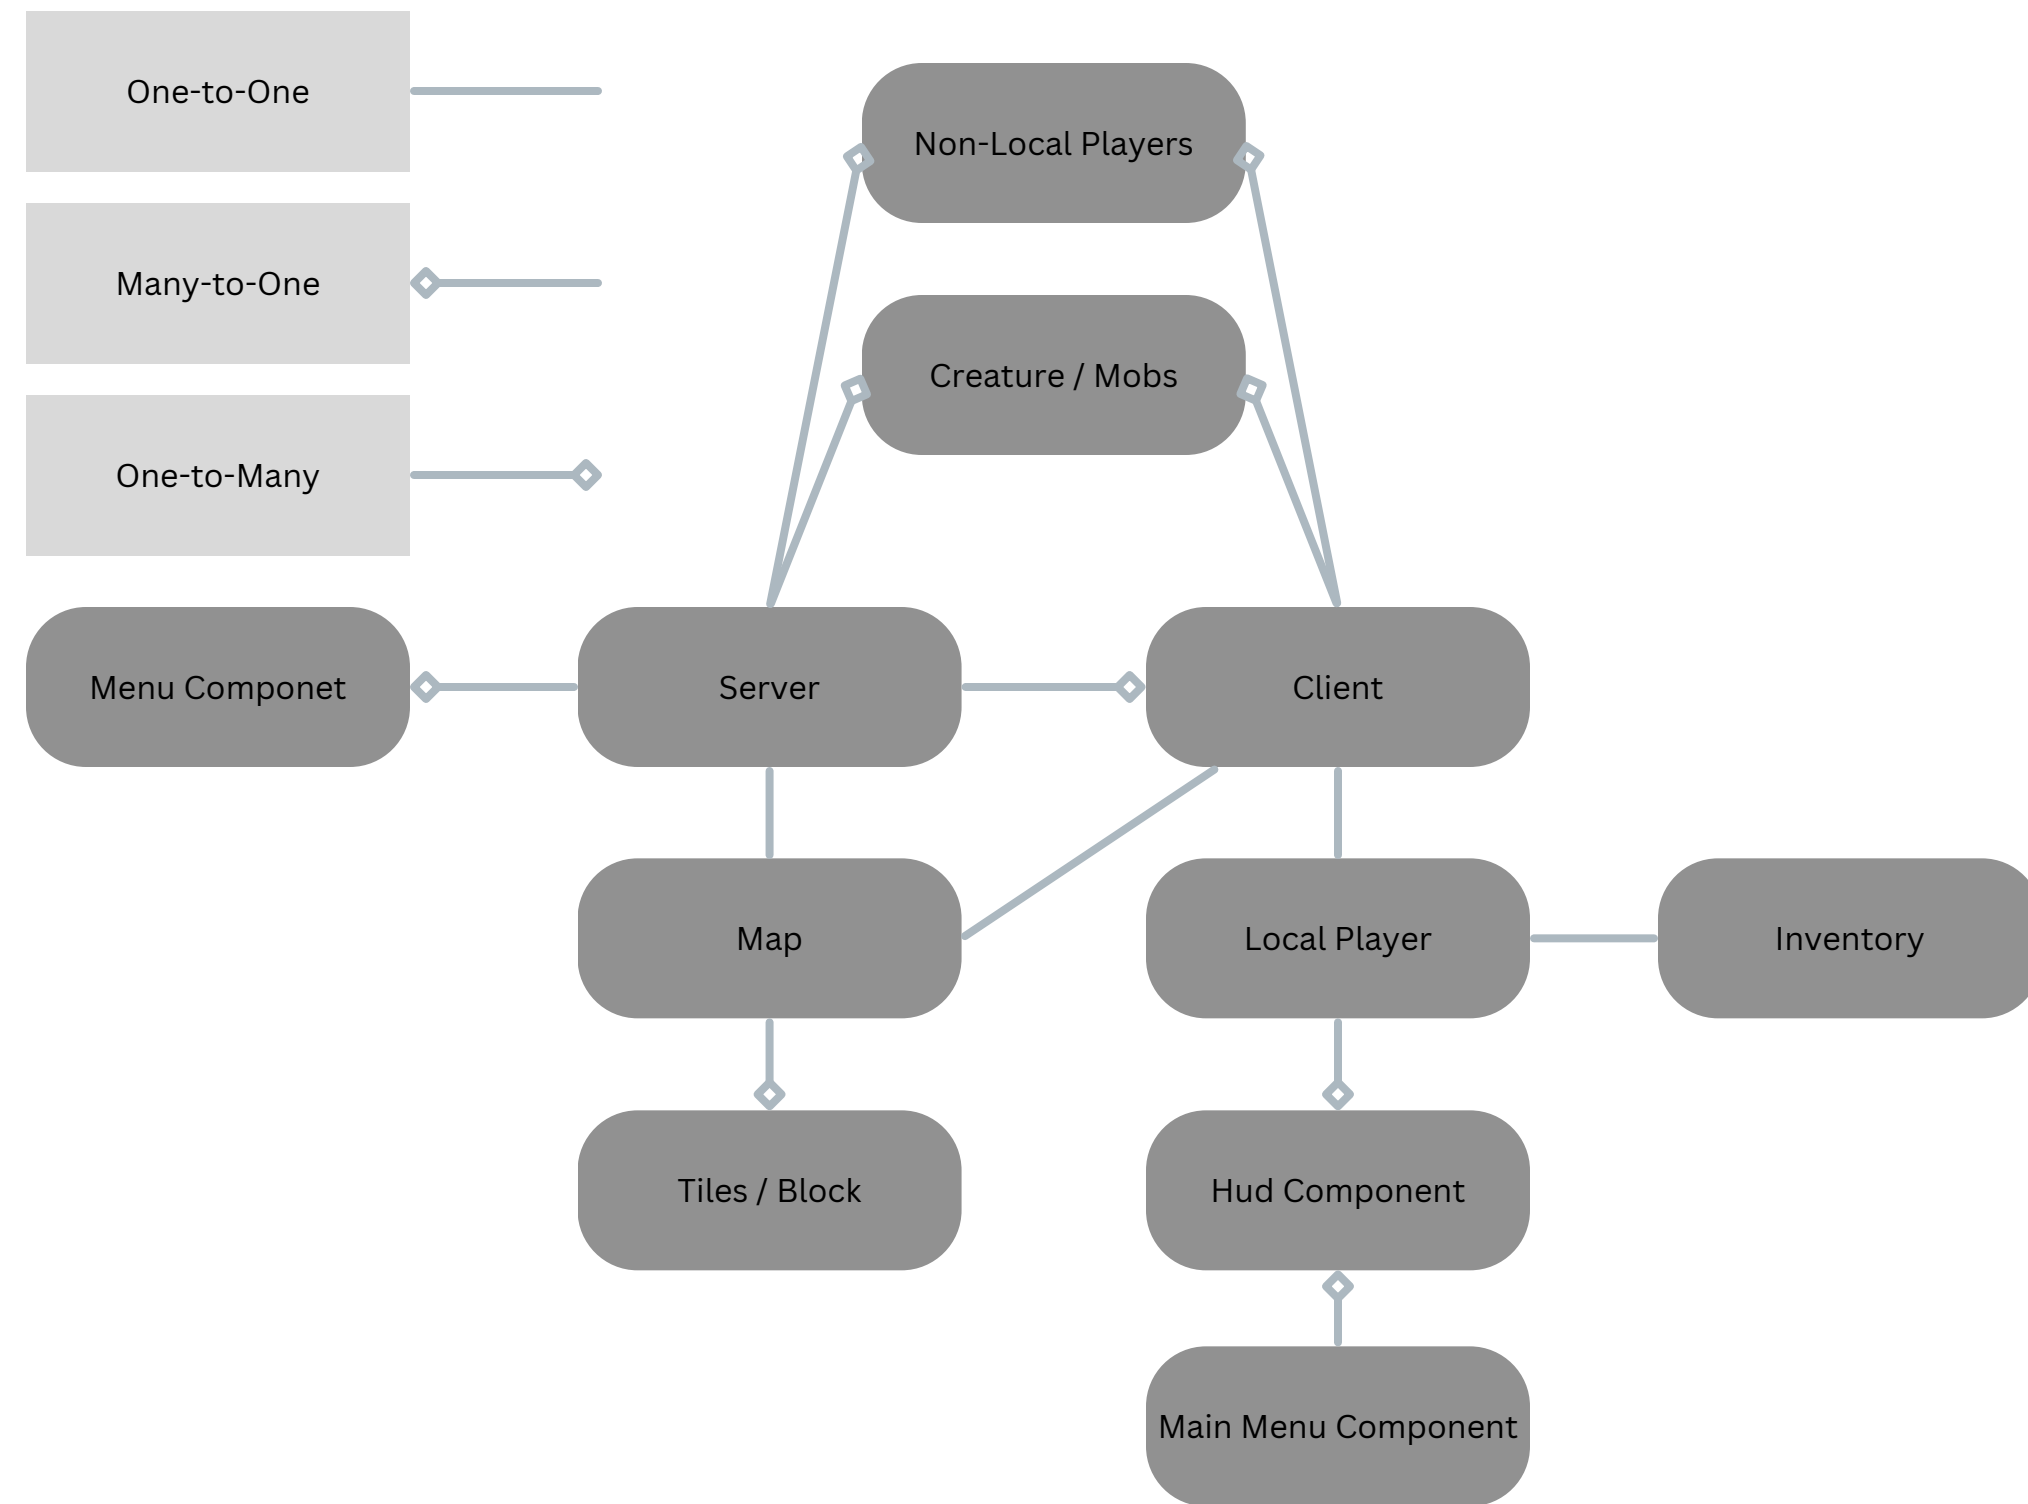 One-to-One
Many-to-One
One-to-Many
Non-Local Players
Creature / Mobs
Menu Componet
Server
Client
Map
Local Player
Inventory
Tiles / Block
Hud Component
Main Menu Component